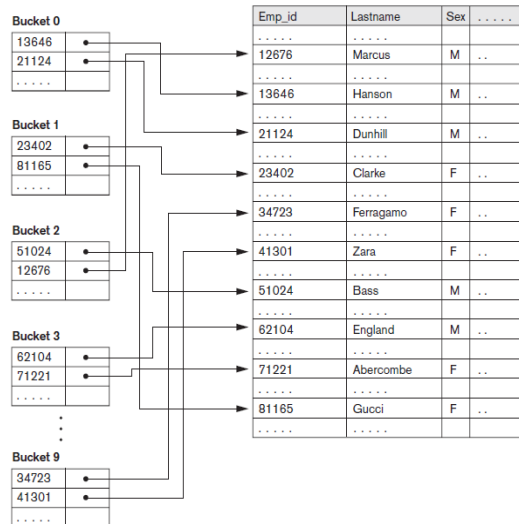 Bucket 0
13646
21124
. . . . .
Bucket 1
23402
81165
. . . . .
Bucket 2
51024
12676
. . . . .
Bucket 3
62104
71221
. . . . .
Bucket 9
34723
41301
. . . . .
Emp_id Lastname Sex . . . . .
. . . . . . . . . .
12676 Marcus M . .
. . . . . . . . . .
13646 Hanson M . .
. . . . . . . . . .
21124 Dunhill M . .
. . . . . . . . . .
23402 Clarke F . .
. . . . . . . . . .
34723 Ferragamo F . .
. . . . . . . . . .
41301 Zara F . .
. . . . . . . . . .
51024 Bass M . .
. . . . . . . . . .
62104 England M . .
. . . . . . . . . .
71221 Abercombe F . .
. . . . . . . . . .
81165 Gucci F . .
. . . . . . . . . .